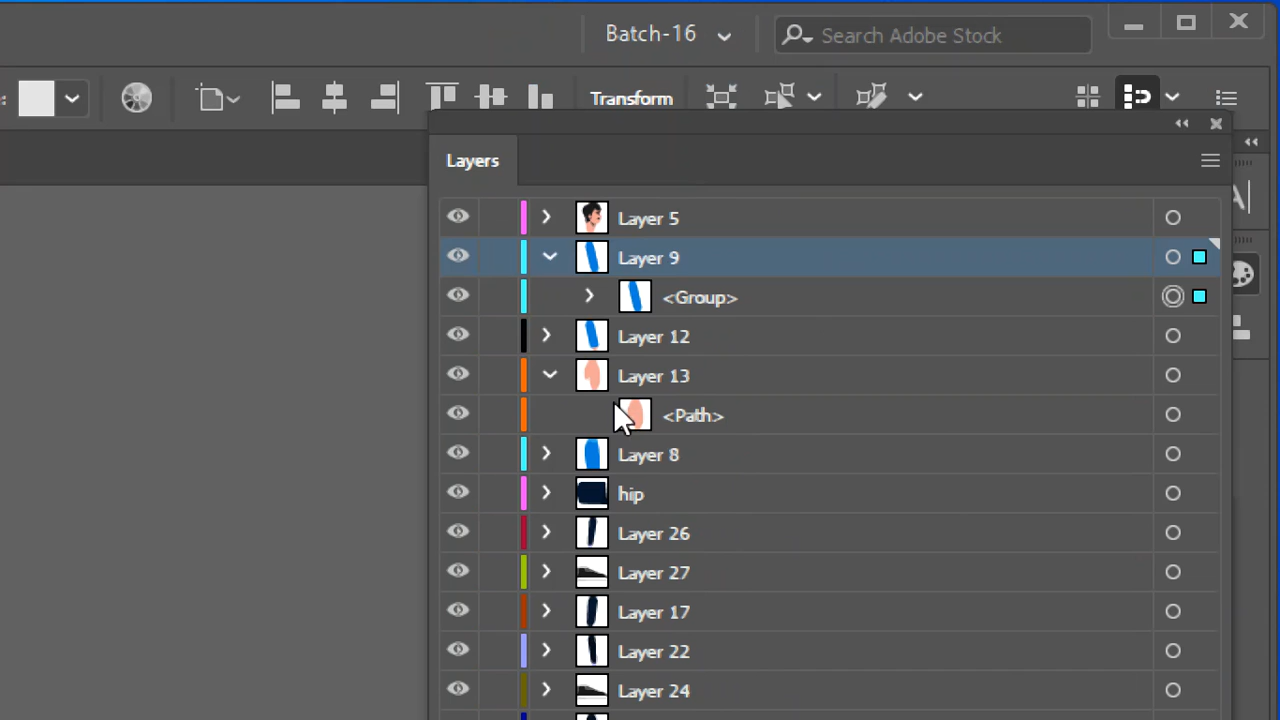 Batch-16
Search Adobe Stock
Transform
Layers
Layer 5
Layer 9
<Group>
Layer 12
Layer 13
<Path>
Layer 8
hip
Layer 26
Layer 27
Layer 17
Layer 22
Layer 24